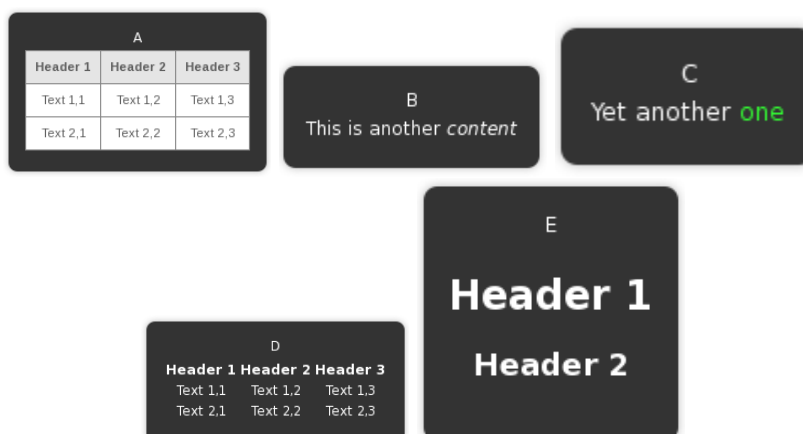 A
Header 1 Header 2 Header 3
Text 1,1 Text 1,2 Text 1,3
Text 2,1 Text 2,2 Text 2,3
B
This is another content
C
Yet another one
D
Header 1 Header 2 Header 3
Text 1,1 Text 1,2 Text 1,3
Text 2,1 Text 2,2 Text 2,3
E
Header 1
Header 2